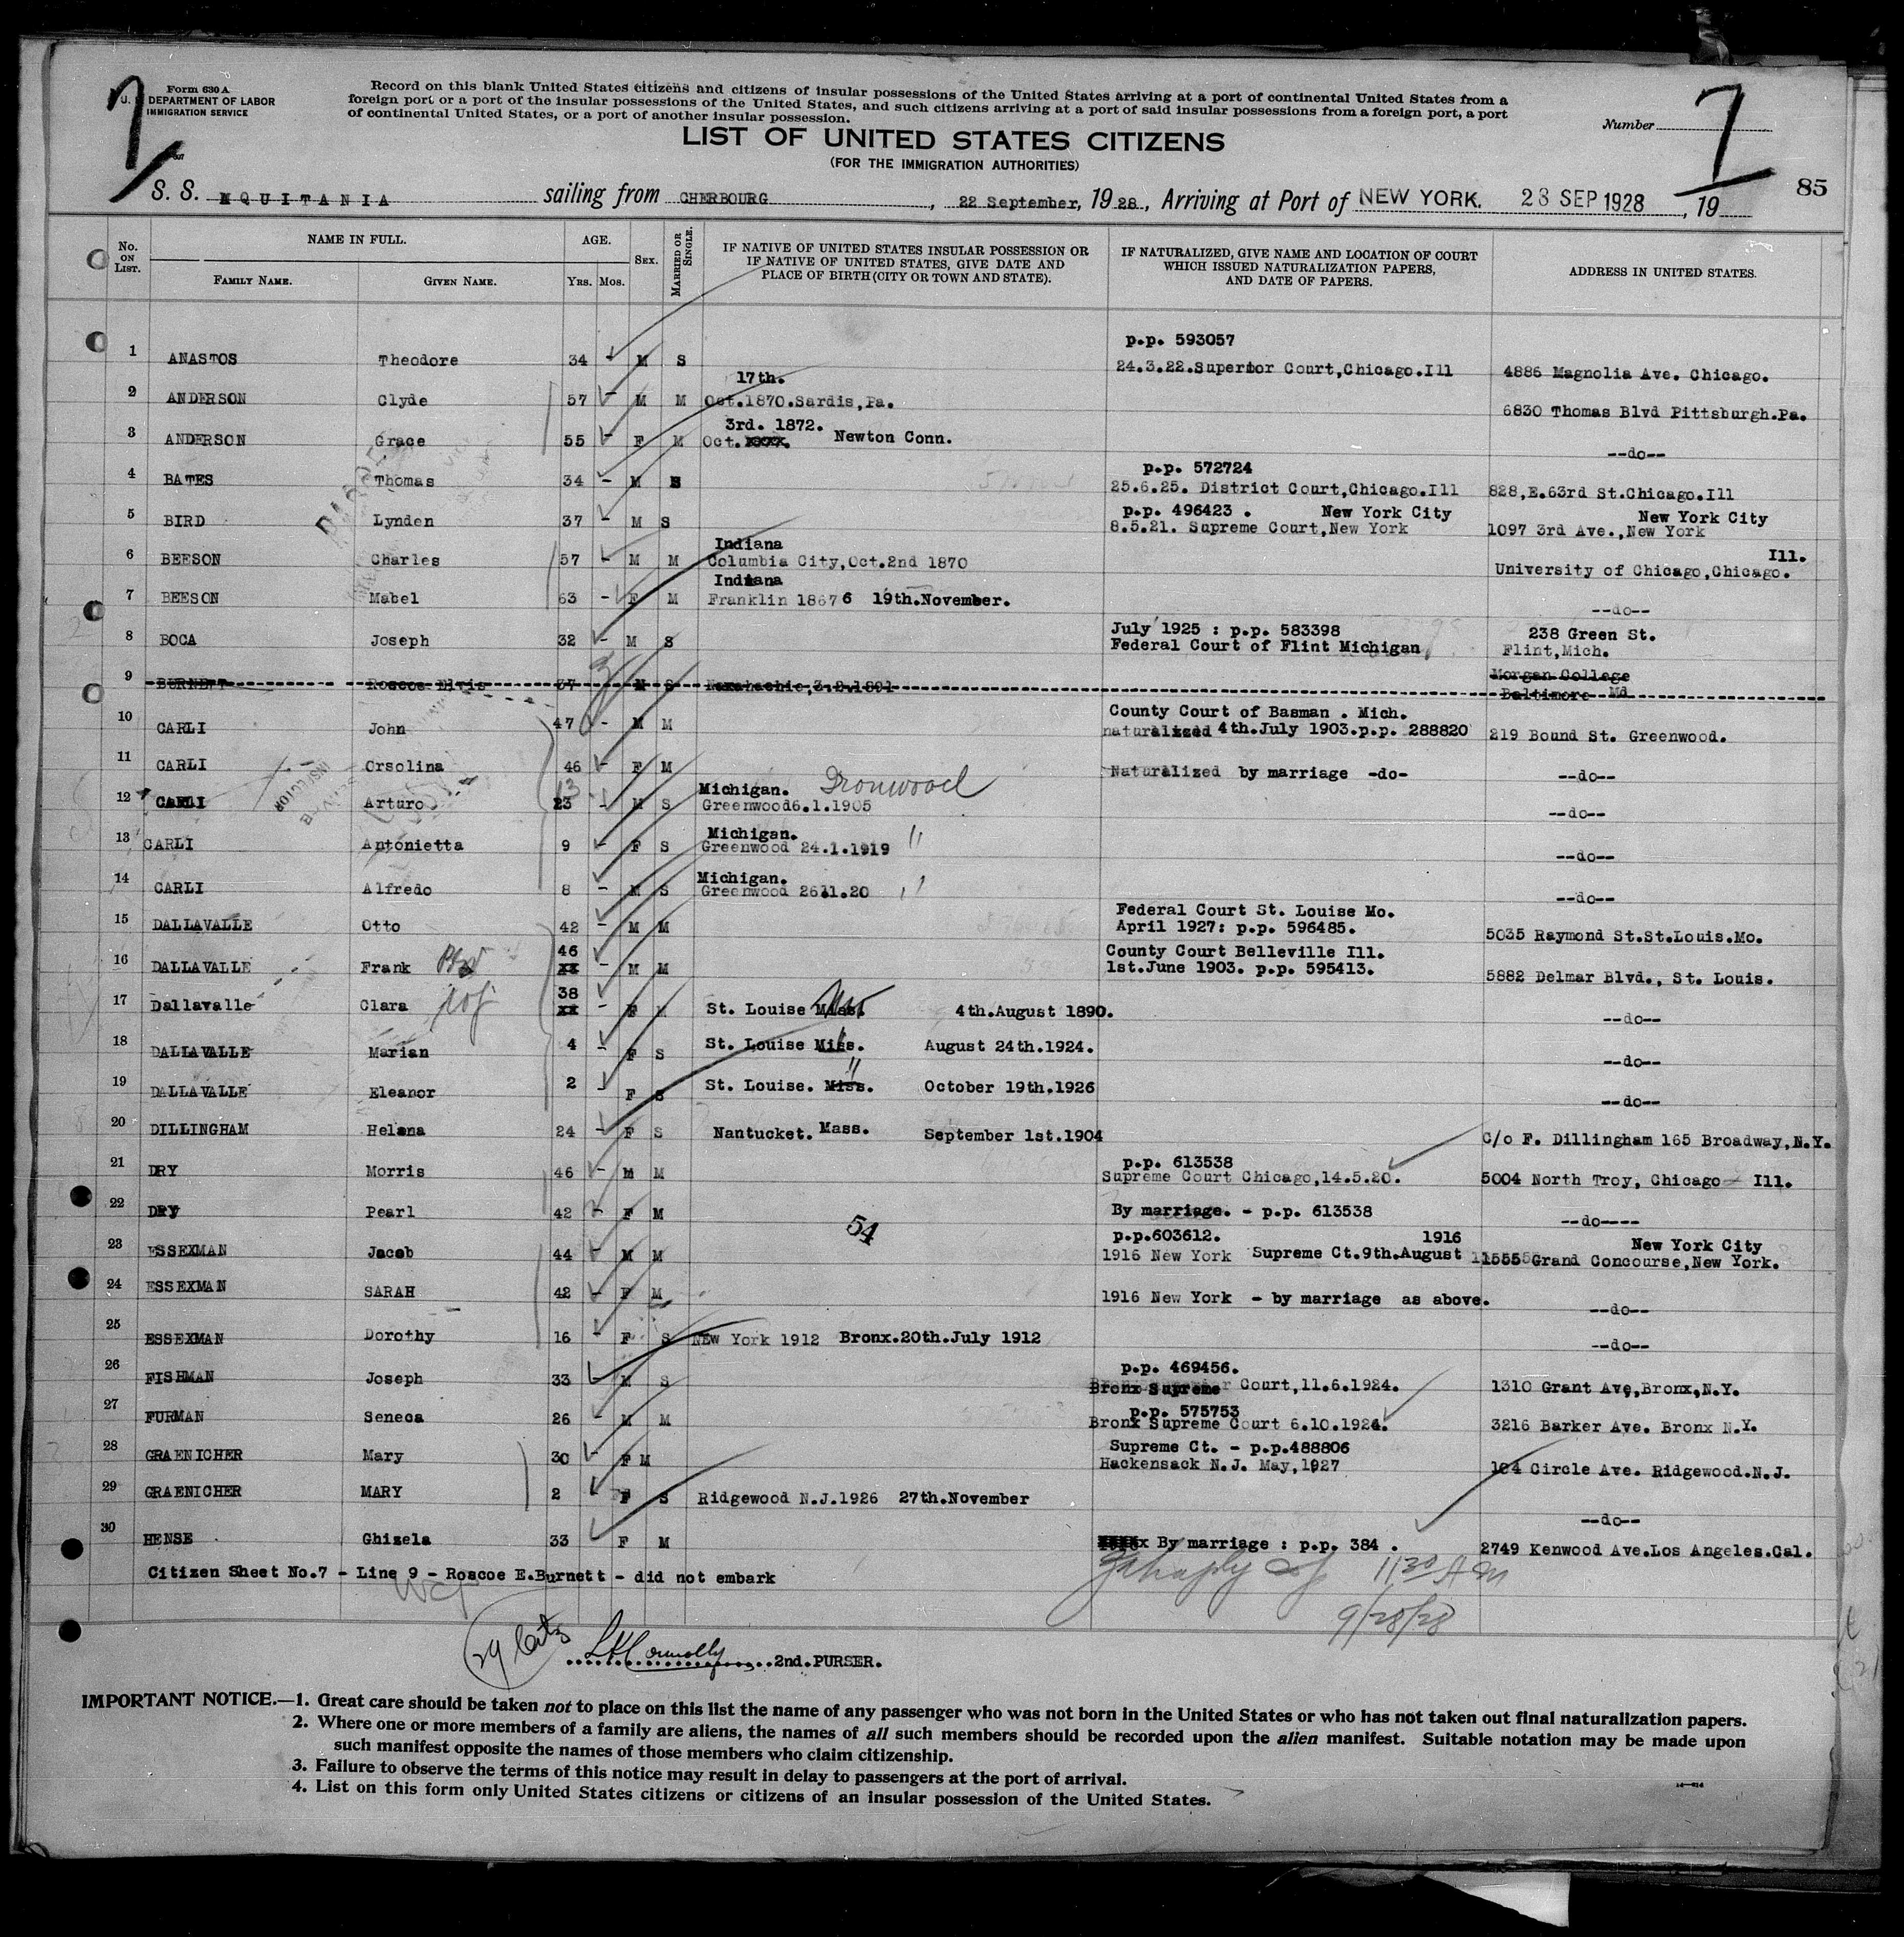 7
7
Form 630 A
U. S. DEPARTMENT OF LABOR
IMMIGRATION SERVICE
Record on this blank United States citizens and citizens of insular possessions of the United States arriving at a port of continental United States from a
foreign port or a port of the insular possessions of the United States, and such citizens arriving at a port of said insular possessions from a foreign port, a port
of continental United States, or a port of another insular possession.
Number
LIST OF UNITED STATES CITIZENS
(FOR THE IMMIGRATION AUTHORITIES)
85
S. S. AQUITANIA sailing from CHERBOURG, 22 September, 1928, Arriving at Port of NEW YORK. 28 SEP 1928, 19
No. ON LIST. NAME IN FULL. FAMILY NAME. GIVEN NAME. AGE. YRS. MOS. SEX. MARRIED OR SINGLE. IF NATIVE OF UNITED STATES INSULAR POSSESSION OR IF NATIVE OF UNITED STATES, GIVE DATE AND PLACE OF BIRTH (CITY OR TOWN AND STATE). IF NATURALIZED, GIVE NAME AND LOCATION OF COURT WHICH ISSUED NATURALIZATION PAPERS, AND DATE OF PAPERS. ADDRESS IN UNITED STATES.
p.p. 593057
1 ANASTOS Theodore 34 - M S 24.3.22.Superior Court,Chicago.Ill 4886 Magnolia Ave. Chicago.
17th.
2 ANDERSON Clyde 57 - M M Oct.1870.Sardis,Pa. 6830 Thomas Blvd Pittsburgh.Pa.
3rd. 1872.
3 ANDERSON Grace 55 - F M Oct. xxxx. Newton Conn. --do--
p.p. 572724
4 BATES Thomas 34 - M S 25.6.25. District Court,Chicago.Ill 828,E.63rd St.Chicago.Ill
p.p. 496423 . New York City New York City
5 BIRD Lynden 37 - M S 8.5.21. Supreme Court,New York 1097 3rd Ave.,New York
Indiana Ill.
6 BEESON Charles 57 - M M Columbia City,Oct.2nd 1870 University of Chicago,Chicago.
Indiana
7 BEESON Mabel 63 - F M Franklin 18676 19th.November. --do--
July 1925 : p.p. 583398 238 Green St.
8 BOCA Joseph 32 - M S Federal Court of Flint Michigan Flint,Mich.
Morgan College
9 BURNETT Roscoe Elvis 37 M S 1891 Baltimore Md
County Court of Basman . Mich.
10 CARLI John 47 - M M naturalized 4th.July 1903.p.p. 288820 219 Bound St. Greenwood.
11 CARLI Orsolina 46 - F M Naturalized by marriage -do- --do--
Michigan. Ironwood
12 CARLI Arturo 23 - M S Greenwood6.1.1905 --do--
Michigan.
13 CARLI Antonietta 9 - F S Greenwood 24.1.1919 " --do--
Michigan.
14 CARLI Alfredo 8 - M S Greenwood 2611.20 " --do--
Federal Court St. Louise Mo.
15 DALLAVALLE Otto 42 - M M April 1927: p.p. 596485. 5035 Raymond St.St.Louis.Mo.
46 County Court Belleville Ill.
16 DALLAVALLE Frank xx - M M 1st.June 1903. p.p. 595413. 5882 Delmar Blvd., St. Louis.
38
17 Dallavalle Clara xx - F M St. Louise Miss. 4th.August 1890. --do--
18 DALLAVALLE Marian 4 - F S St. Louise Miss. August 24th.1924. --do--
19 DALLAVALLE Eleanor 2 - F S St. Louise. Miss. October 19th.1926 --do--
20 DILLINGHAM Helena 24 - F S Nantucket. Mass. September 1st.1904 C/o F. Dillingham 165 Broadway,N.Y.
p.p. 613538
21 DRY Morris 46 - M M Supreme Court Chicago,14.5.20. 5004 North Troy, Chicago Ill.
22 DRY Pearl 42 - F M By marriage. - p.p. 613538 --do----
54
p.p.603612. 1916 New York City
23 ESSEXMAN Jacob 44 - M M 1916 New York Supreme Ct.9th.August 1555 Grand Concourse,New York.
24 ESSEXMAN SARAH 42 - F M 1916 New York - by marriage as above. --do--
25 ESSEXMAN Dorothy 16 - F S NEW York 1912 Bronx.20th.July 1912 --do--
p.p. 469456.
26 FISHMAN Joseph 33 M S Bronx Supreme Court,11.6.1924. 1310 Grant Ave,Bronx,N.Y.
p.p. 575753
27 FURMAN Seneca 26 - M M Bronx Supreme Court 6.10.1924. 3216 Barker Ave. Bronx N.Y.
Supreme Ct. - p.p.488806
28 GRAENICHER Mary 30 - F M Hackensack N.J. May,1927 104 Circle Ave. Ridgewood.N.J.
29 GRAENICHER MARY 2 F S Ridgewood N.J.1926 27th.November --do--
30 HENSE Ghizela 33 F M By marriage : p.p. 384 . 2749 Kenwood Ave.Los Angeles.Cal.
Citizen Sheet No.7 - Line 9 - Roscoe E.Burnett - did not embark
1120 AM
9/28/28
29 Citz
L H Connolly 2nd. PURSER.
IMPORTANT NOTICE.—1. Great care should be taken not to place on this list the name of any passenger who was not born in the United States or who has not taken out final naturalization papers.
2. Where one or more members of a family are aliens, the names of all such members should be recorded upon the alien manifest. Suitable notation may be made upon
such manifest opposite the names of those members who claim citizenship.
3. Failure to observe the terms of this notice may result in delay to passengers at the port of arrival.
4. List on this form only United States citizens or citizens of an insular possession of the United States.